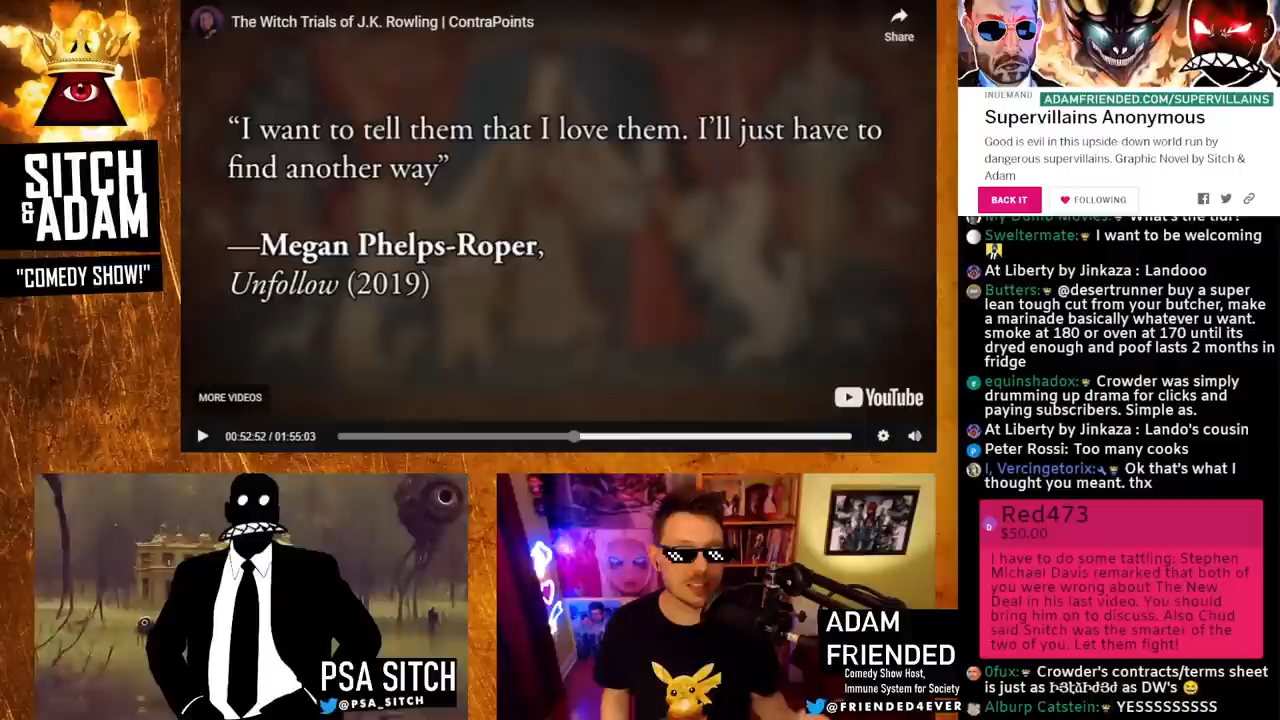 The Witch Trials of J.K. Rowling | ContraPoints
Share
“I want to tell them that I love them. I’ll just have to
find another way”
—Megan Phelps-Roper,
Unfollow (2019)
MORE VIDEOS
YouTube
00:52:52 / 01:55:03
SITCH
& ADAM
"COMEDY SHOW!"
PSA SITCH
@PSA_SITCH
ADAM
FRIENDED
Comedy Show Host,
Immune System for Society
@FRIENDED4EVER
INDEMAND
ADAMFRIENDED.COM/SUPERVILLAINS
Supervillains Anonymous
Good is evil in this upside-down world run by
dangerous supervillains. Graphic Novel by Sitch &
Adam
BACK IT
FOLLOWING
My Dumb Movies: What's the tldr?
Sweltermate: I want to be welcoming
At Liberty by Jinkaza : Landooo
Butters: @desertrunner buy a super
lean tough cut from your butcher, make
a marinade basically whatever u want.
smoke at 180 or oven at 170 until its
dryed enough and poof lasts 2 months in
fridge
equinshadox: Crowder was simply
drumming up drama for clicks and
paying subscribers. Simple as.
At Liberty by Jinkaza : Lando's cousin
Peter Rossi: Too many cooks
I, Vercingetorix: Ok that's what I
thought you meant. thx
Red473
$50.00
I have to do some tattling: Stephen
Michael Davis remarked that both of
you were wrong about The New
Deal in his last video. You should
bring him on to discuss. Also Chud
said Snitch was the smarter of the
two of you. Let them fight!
0fux: Crowder's contracts/terms sheet
is just as as DW's 😄
Alburp Catstein: YESSSSSSSSS